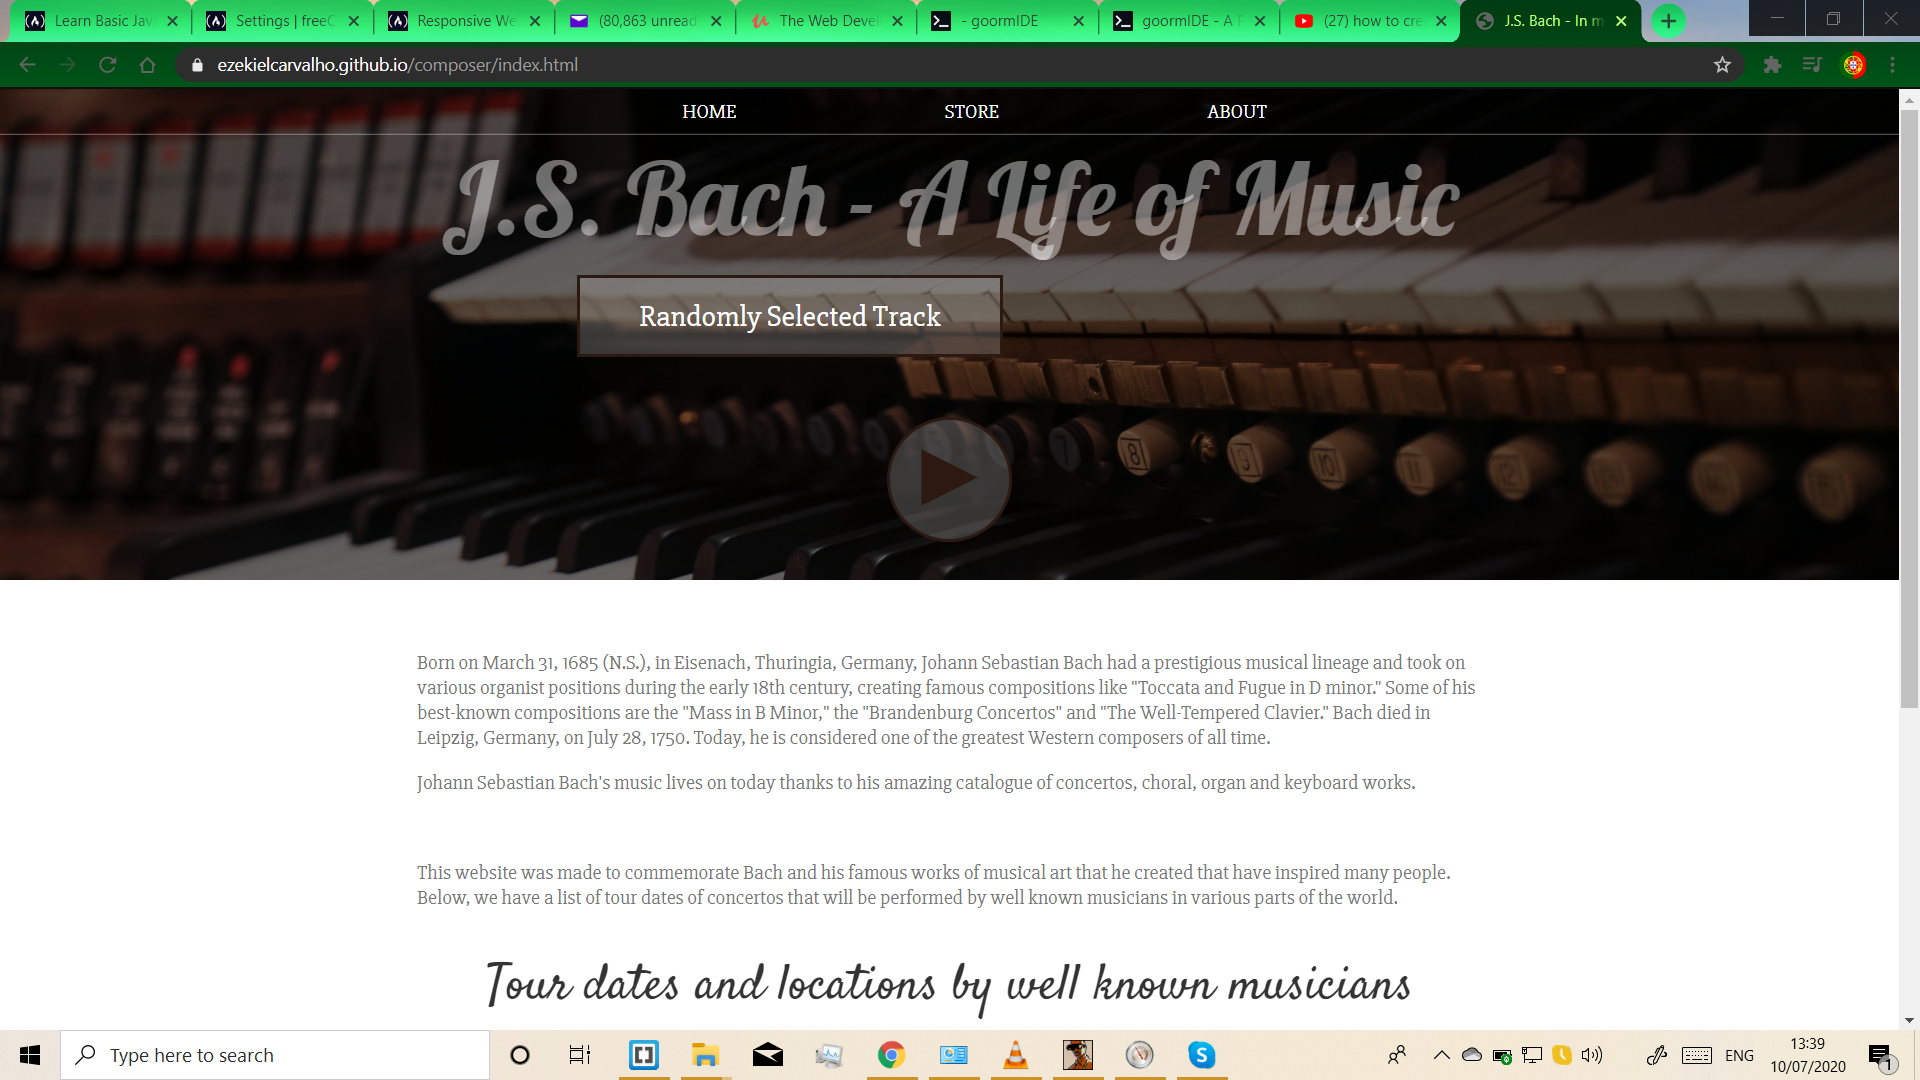 Learn Basic Jav
Settings | freeC
Responsive We
(80,863 unread
The Web Devel
- goormIDE
goormIDE - A P
(27) how to cre
J.S. Bach - In m
ezekielcarvalho.github.io/composer/index.html
HOME STORE ABOUT
J.S. Bach - A Life of Music
Randomly Selected Track
8 9 10 11 12
Born on March 31, 1685 (N.S.), in Eisenach, Thuringia, Germany, Johann Sebastian Bach had a prestigious musical lineage and took on
various organist positions during the early 18th century, creating famous compositions like "Toccata and Fugue in D minor." Some of his
best-known compositions are the "Mass in B Minor," the "Brandenburg Concertos" and "The Well-Tempered Clavier." Bach died in
Leipzig, Germany, on July 28, 1750. Today, he is considered one of the greatest Western composers of all time.
Johann Sebastian Bach's music lives on today thanks to his amazing catalogue of concertos, choral, organ and keyboard works.
This website was made to commemorate Bach and his famous works of musical art that he created that have inspired many people.
Below, we have a list of tour dates of concertos that will be performed by well known musicians in various parts of the world.
Tour dates and locations by well known musicians
Type here to search
ENG
13:39
10/07/2020
1